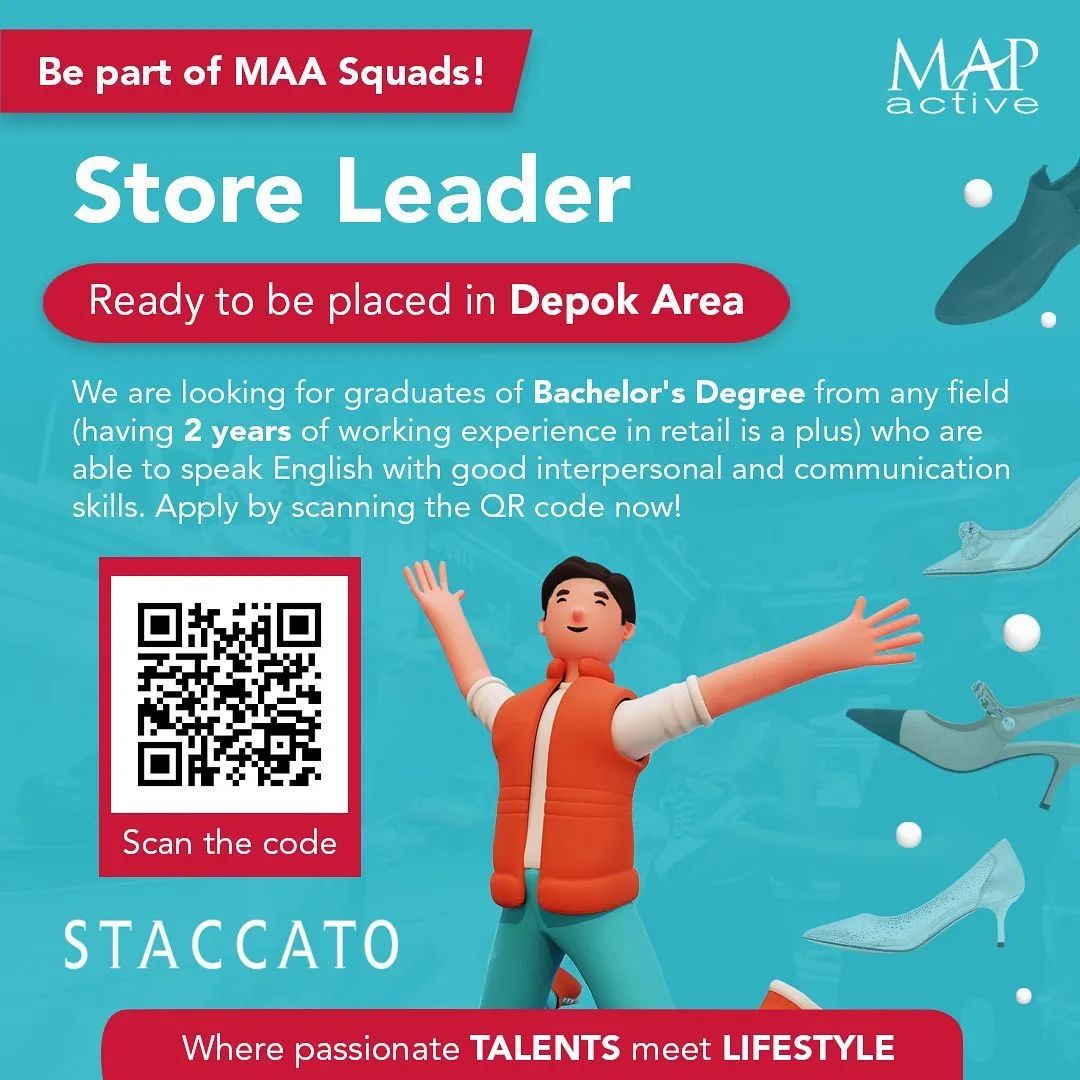 Be part of MAA Squads!
MAP
active
Store Leader
Ready to be placed in Depok Area
We are looking for graduates of Bachelor's Degree from any field
(having 2 years of working experience in retail is a plus) who are
able to speak English with good interpersonal and communication
skills. Apply by scanning the QR code now!
Scan the code
STACCATO
Where passionate TALENTS meet LIFESTYLE